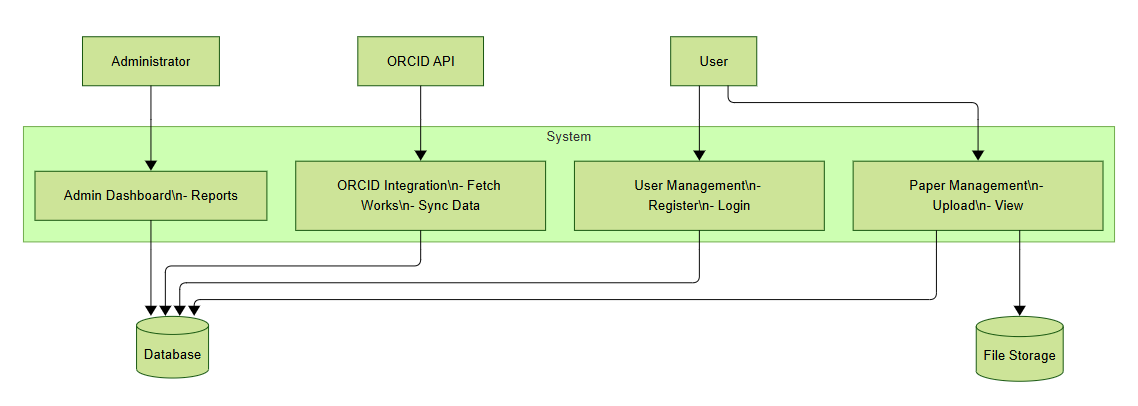 Administrator
ORCID API
User
System
Admin Dashboard\n- Reports
ORCID Integration\n- Fetch
Works\n- Sync Data
User Management\n-
Register\n- Login
Paper Management\n-
Upload\n- View
Database
File Storage